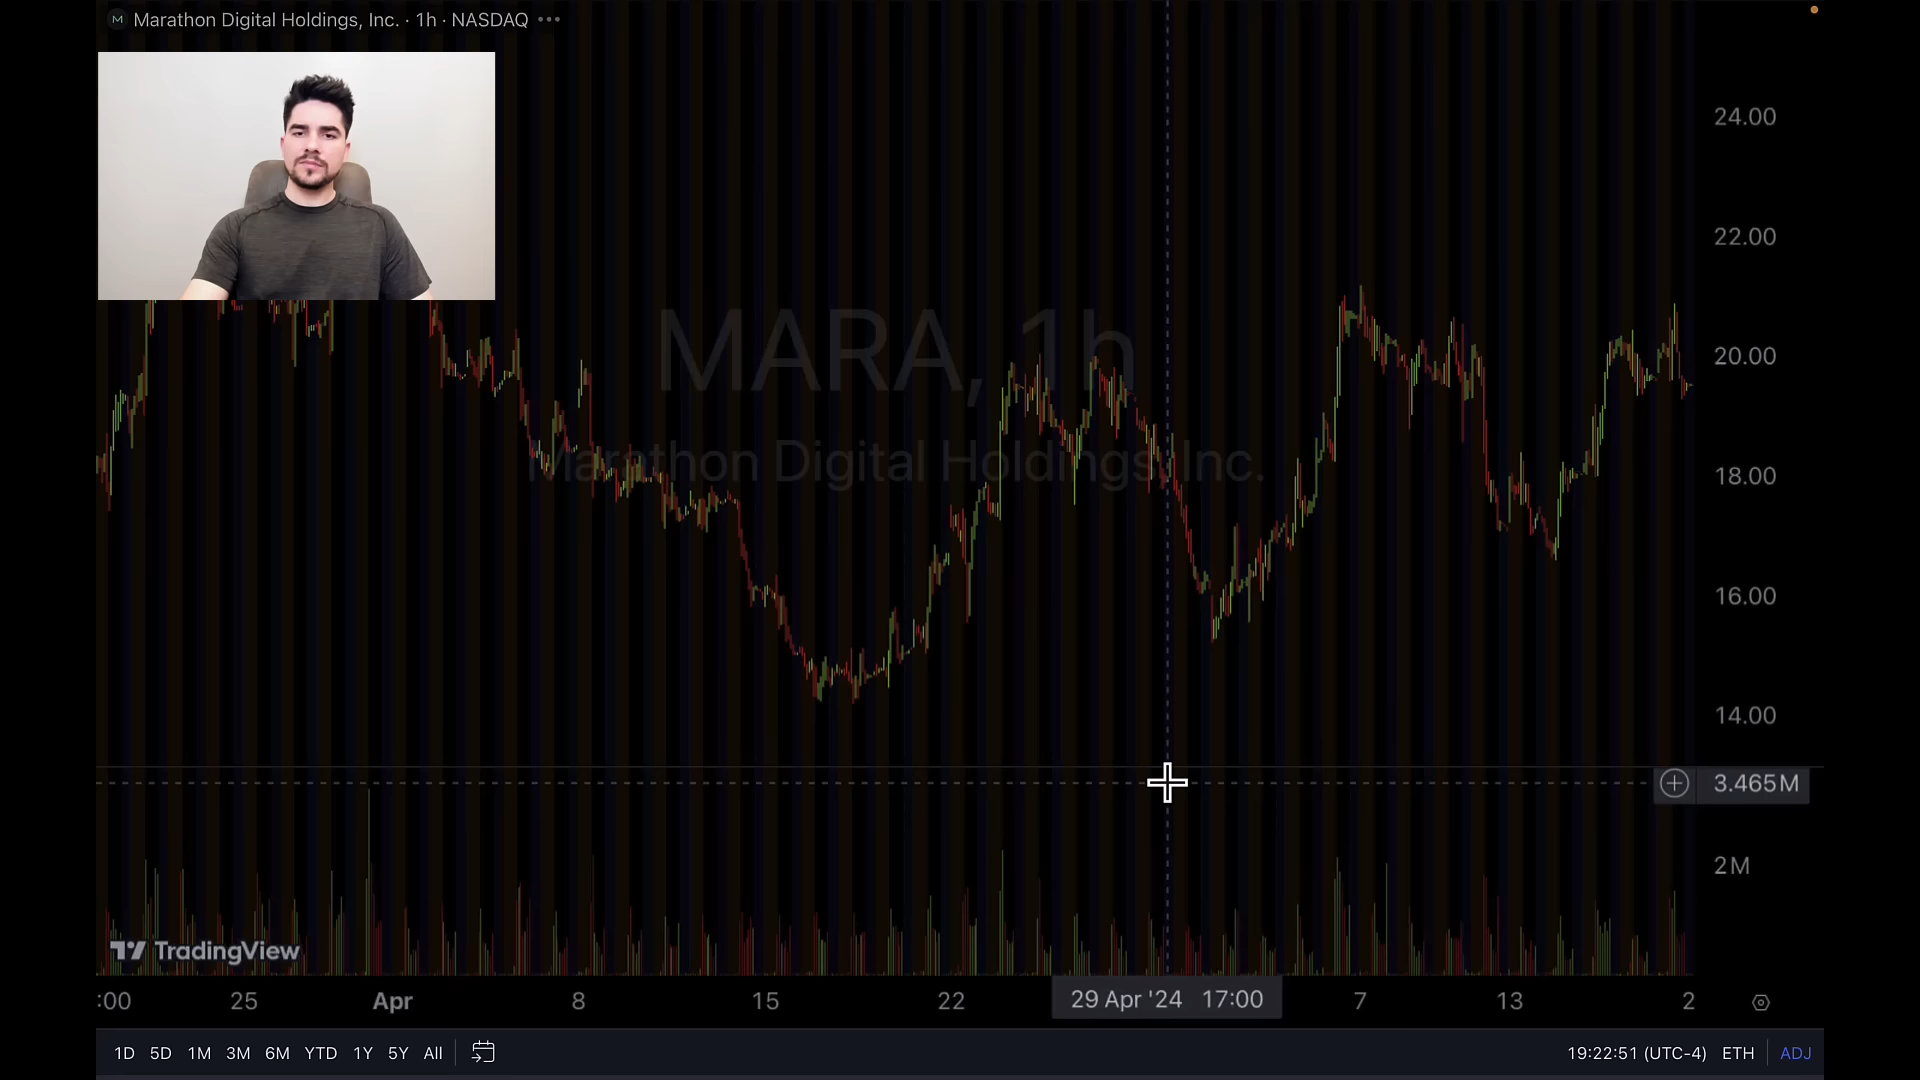 M Marathon Digital Holdings, Inc. · 1h · NASDAQ •••
24.00
22.00
MARA, 1h
20.00
Marathon Digital Holdings, Inc.
18.00
16.00
14.00
3.465M
2M
TradingView
:00 25 Apr 8 15 22 29 Apr '24 17:00 7 13 2
1D 5D 1M 3M 6M YTD 1Y 5Y All 19:22:51 (UTC-4) ETH ADJ